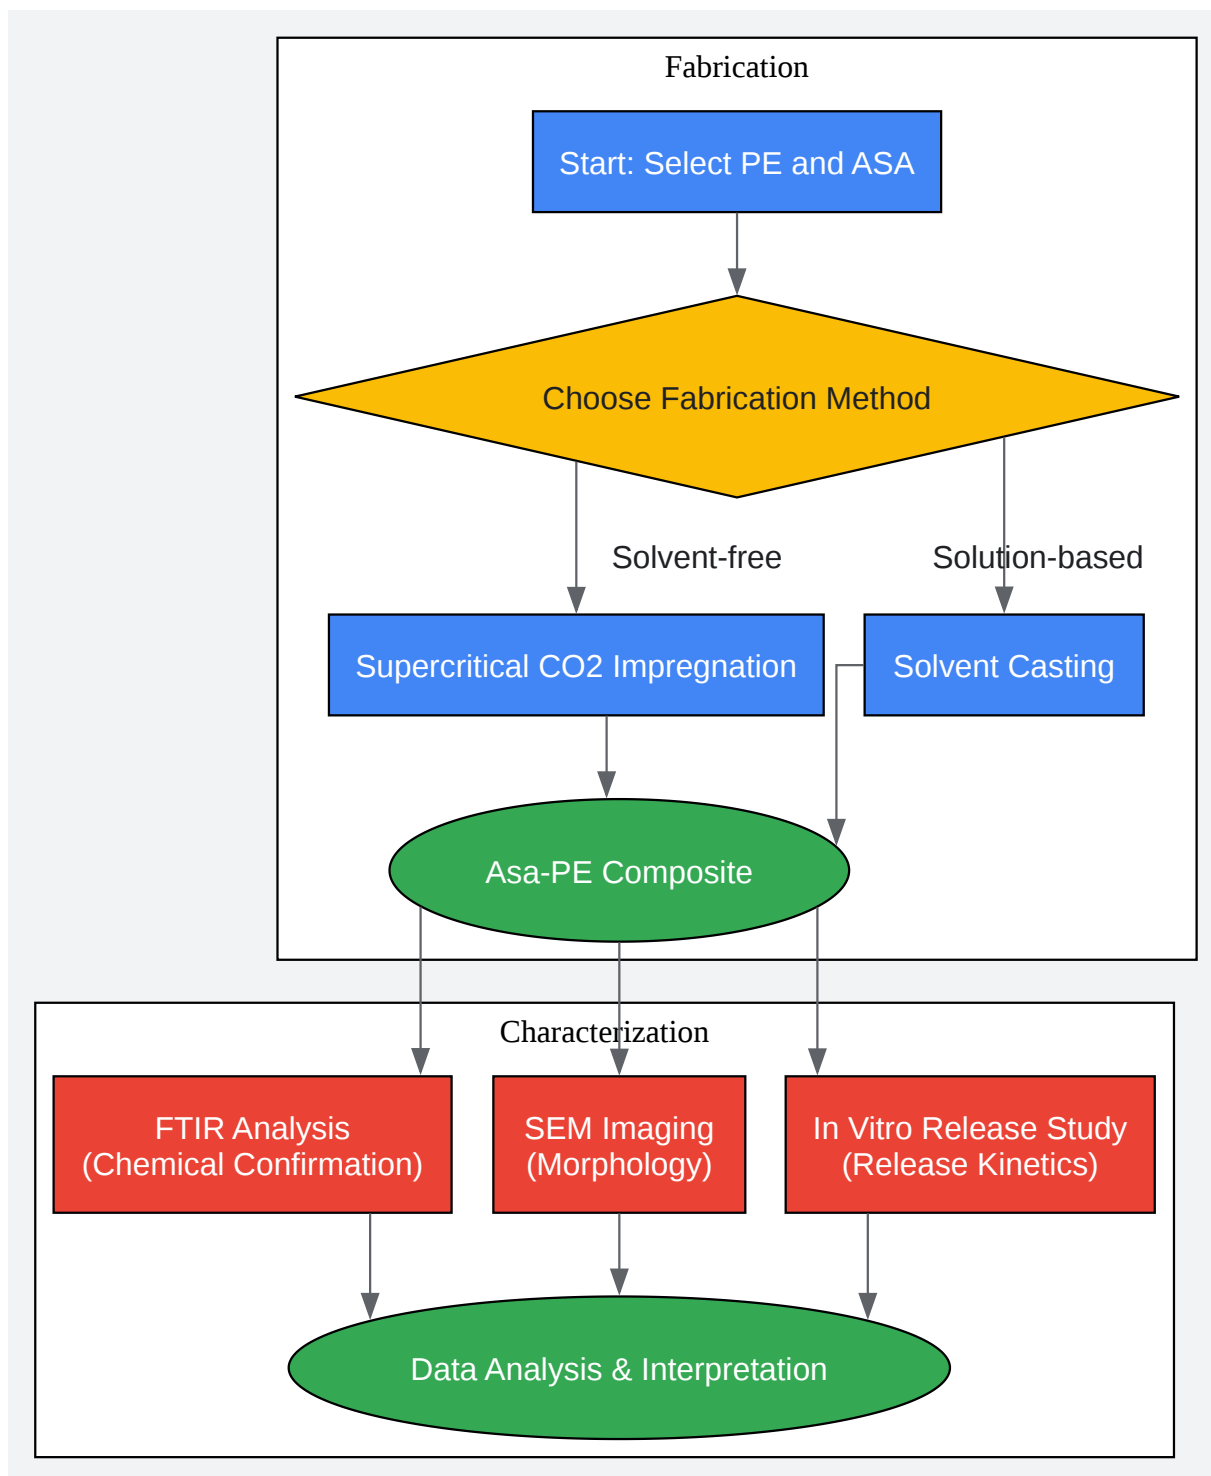 Fabrication
Start: Select PE and ASA
Choose Fabrication Method
Solvent-free
Solution-based
Supercritical CO2 Impregnation
Solvent Casting
Asa-PE Composite
Characterization
FTIR Analysis
(Chemical Confirmation)
SEM Imaging
(Morphology)
In Vitro Release Study
(Release Kinetics)
Data Analysis & Interpretation